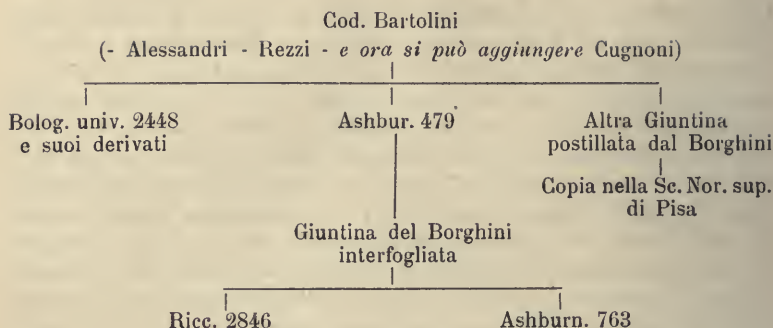 Cod. Bartolini
(- Alessandri - Rezzi - e ora si può aggiungere Cugnoni)
Bolog. univ. 2448
e suoi derivati
Ashbur. 479
Altra Giuntina
postillata dal Borghini
Copia nella Sc. Nor. sup.
di Pisa
Giuntina del Borghini
interfogliata
Ricc. 2846
Ashburn. 763